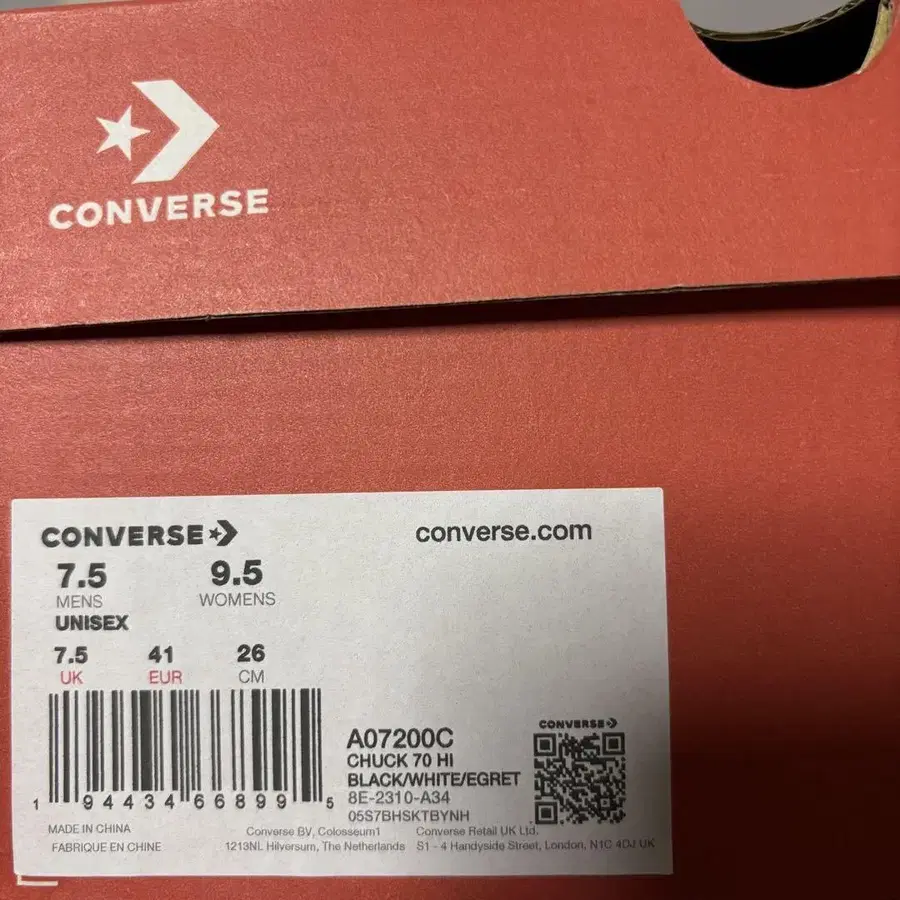 CONVERSE
CONVERSE
converse.com
7.5 9.5
MENS WOMENS
UNISEX
7.5 41 26
UK EUR CM
1 94434 66899 5
A07200C
CHUCK 70 HI
BLACK/WHITE/EGRET
8E-2310-A34
05S7BHSKTBYNH
CONVERSE
MADE IN CHINA
FABRIQUE EN CHINE
Converse BV, Colosseum1
1213NL Hilversum, The Netherlands
Converse Retail UK Ltd.
S1 - 4 Handyside Street, London, N1C 4DJ UK